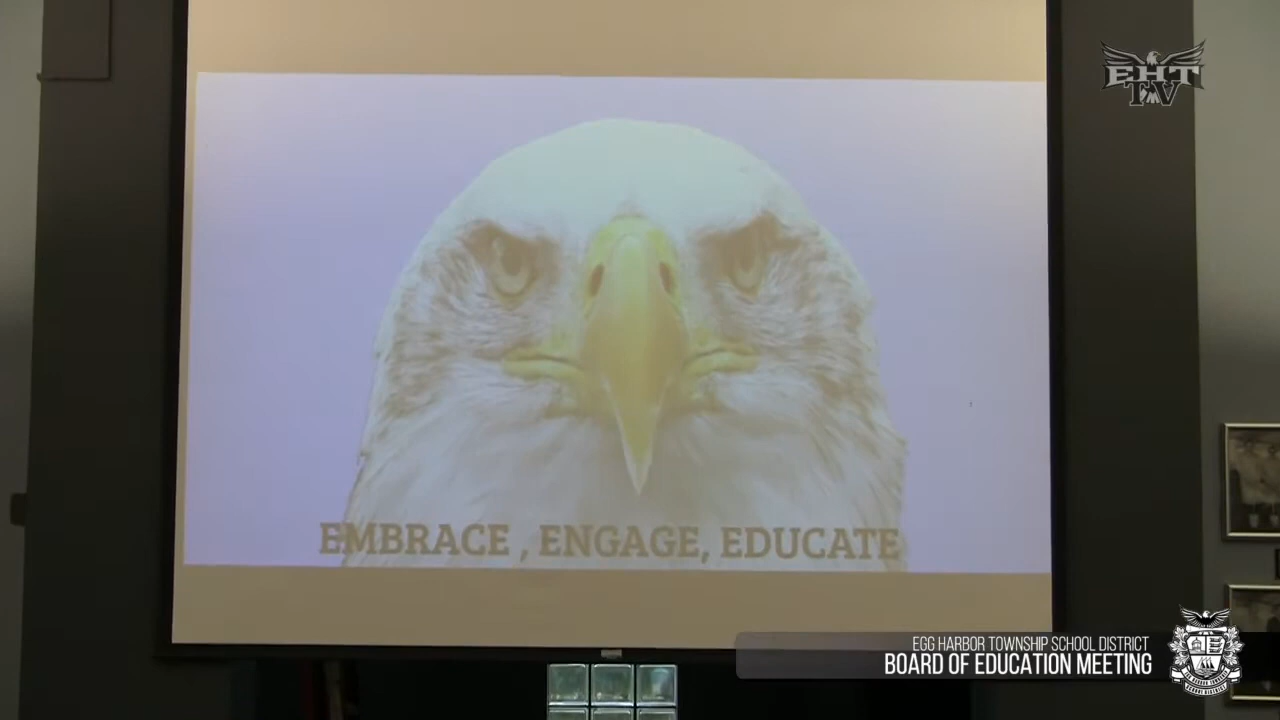 EHT
TV
EMBRACE , ENGAGE, EDUCATE
EGG HARBOR TOWNSHIP SCHOOL DISTRICT
BOARD OF EDUCATION MEETING